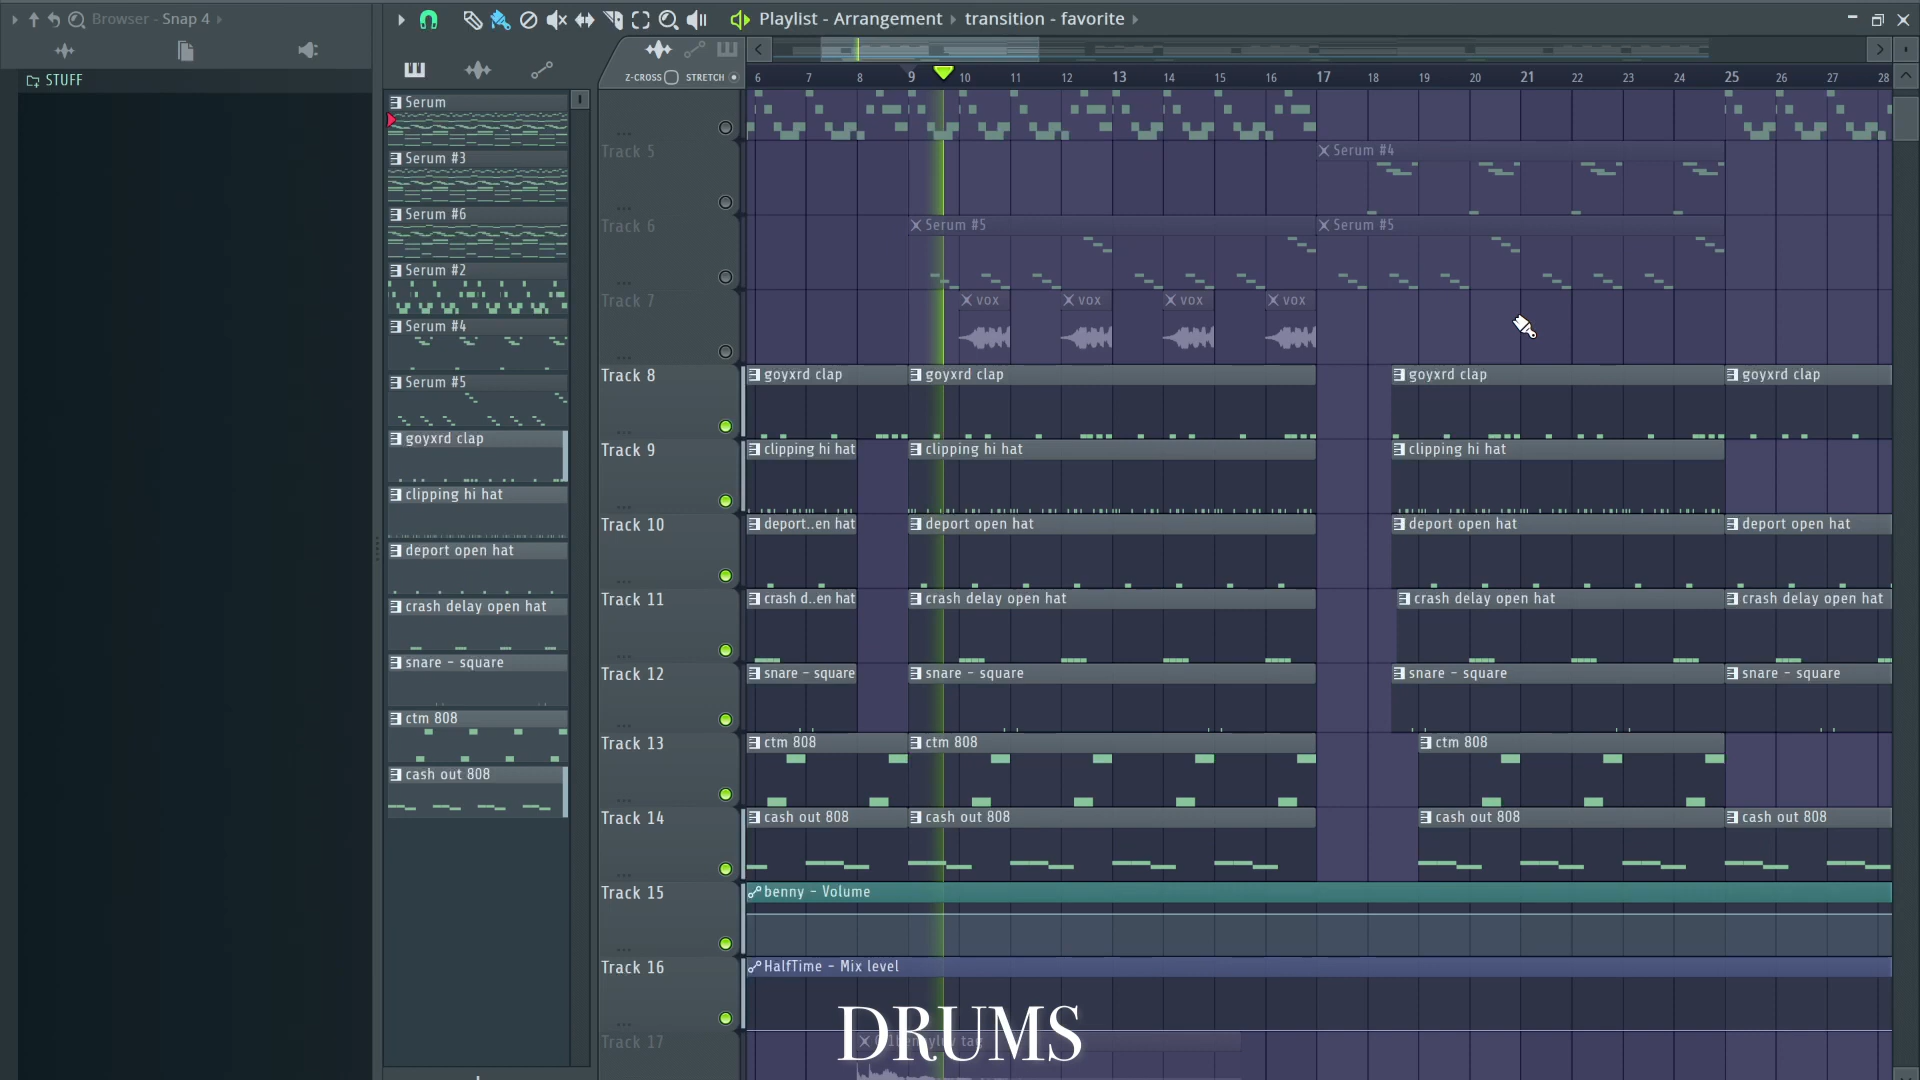 Browser - Snap 4
Playlist - Arrangement › transition - favorite ›
STUFF
Z-CROSS STRETCH
6 7 8 9 10 11 12 13 14 15 16 17 18 19 20 21 22 23 24 25 26 27 28
Serum
Serum #3
Serum #6
Serum #2
Serum #4
Serum #5
goyxrd clap
clipping hi hat
deport open hat
crash delay open hat
snare - square
ctm 808
cash out 808
Track 5
Serum #4
Track 6
Serum #5 Serum #5
Track 7
vox vox vox vox
Track 8
goyxrd clap goyxrd clap goyxrd clap goyxrd clap
Track 9
clipping hi hat clipping hi hat clipping hi hat
Track 10
deport..en hat deport open hat deport open hat deport open hat
Track 11
crash d..en hat crash delay open hat crash delay open hat crash delay open hat
Track 12
snare - square snare - square snare - square snare - square
Track 13
ctm 808 ctm 808 ctm 808
Track 14
cash out 808 cash out 808 cash out 808 cash out 808
Track 15
benny - Volume
Track 16
HalfTime - Mix level
Track 17
tag
DRUMS